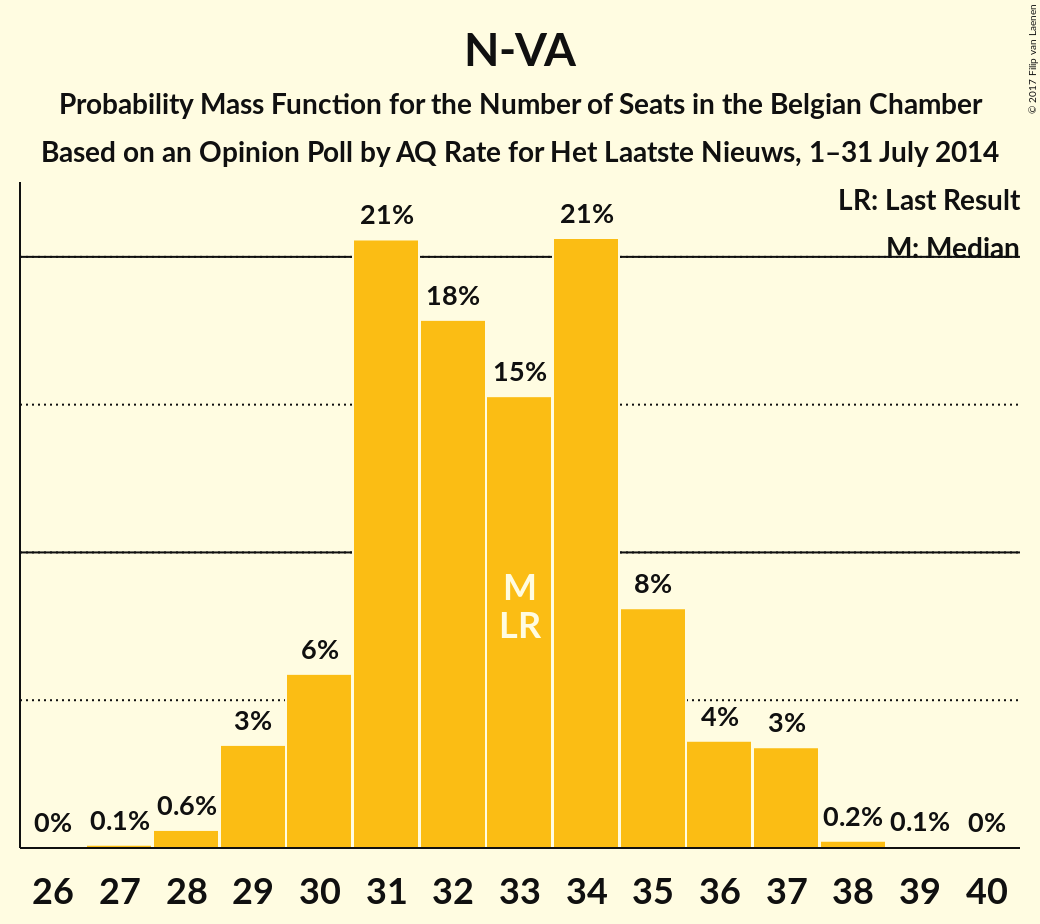 N-VA
Probability Mass Function for the Number of Seats in the Belgian Chamber
Based on an Opinion Poll by AQ Rate for Het Laatste Nieuws, 1–31 July 2014
© 2017 Filip van Laenen
LR: Last Result
M: Median
0% 0.1% 0.6% 3% 6% 21% 18% 15% 21% 8% 4% 3% 0.2% 0.1% 0%
M
LR
26 27 28 29 30 31 32 33 34 35 36 37 38 39 40